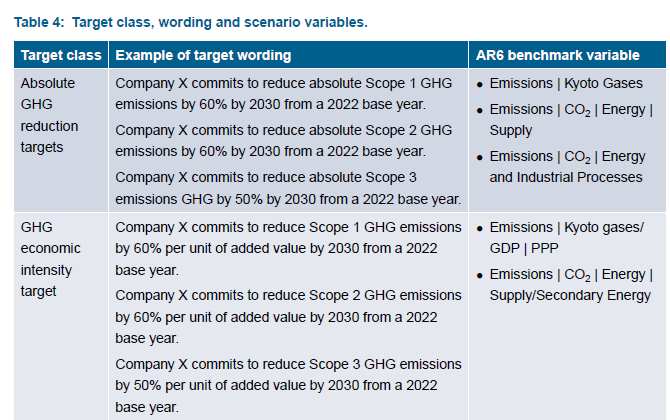 Table 4: Target class, wording and scenario variables.
Target class
Example of target wording
AR6 benchmark variable
Absolute
GHG
reduction
targets
Company X commits to reduce absolute Scope 1 GHG
emissions by 60% by 2030 from a 2022 base year.
Company X commits to reduce absolute Scope 2 GHG
emissions by 60% by 2030 from a 2022 base year.
Company X commits to reduce absolute Scope 3
emissions GHG by 50% by 2030 from a 2022 base year.
• Emissions | Kyoto Gases
• Emissions | CO₂ | Energy |
Supply
• Emissions | CO₂ | Energy
and Industrial Processes
GHG
economic
intensity
target
Company X commits to reduce Scope 1 GHG emissions
by 60% per unit of added value by 2030 from a 2022
base year.
Company X commits to reduce Scope 2 GHG emissions
by 60% per unit of added value by 2030 from a 2022
base year.
Company X commits to reduce Scope 3 GHG emissions
by 50% per unit of added value by 2030 from a 2022
base year.
• Emissions | Kyoto gases/
GDP | PPP
• Emissions | CO₂ | Energy |
Supply/Secondary Energy